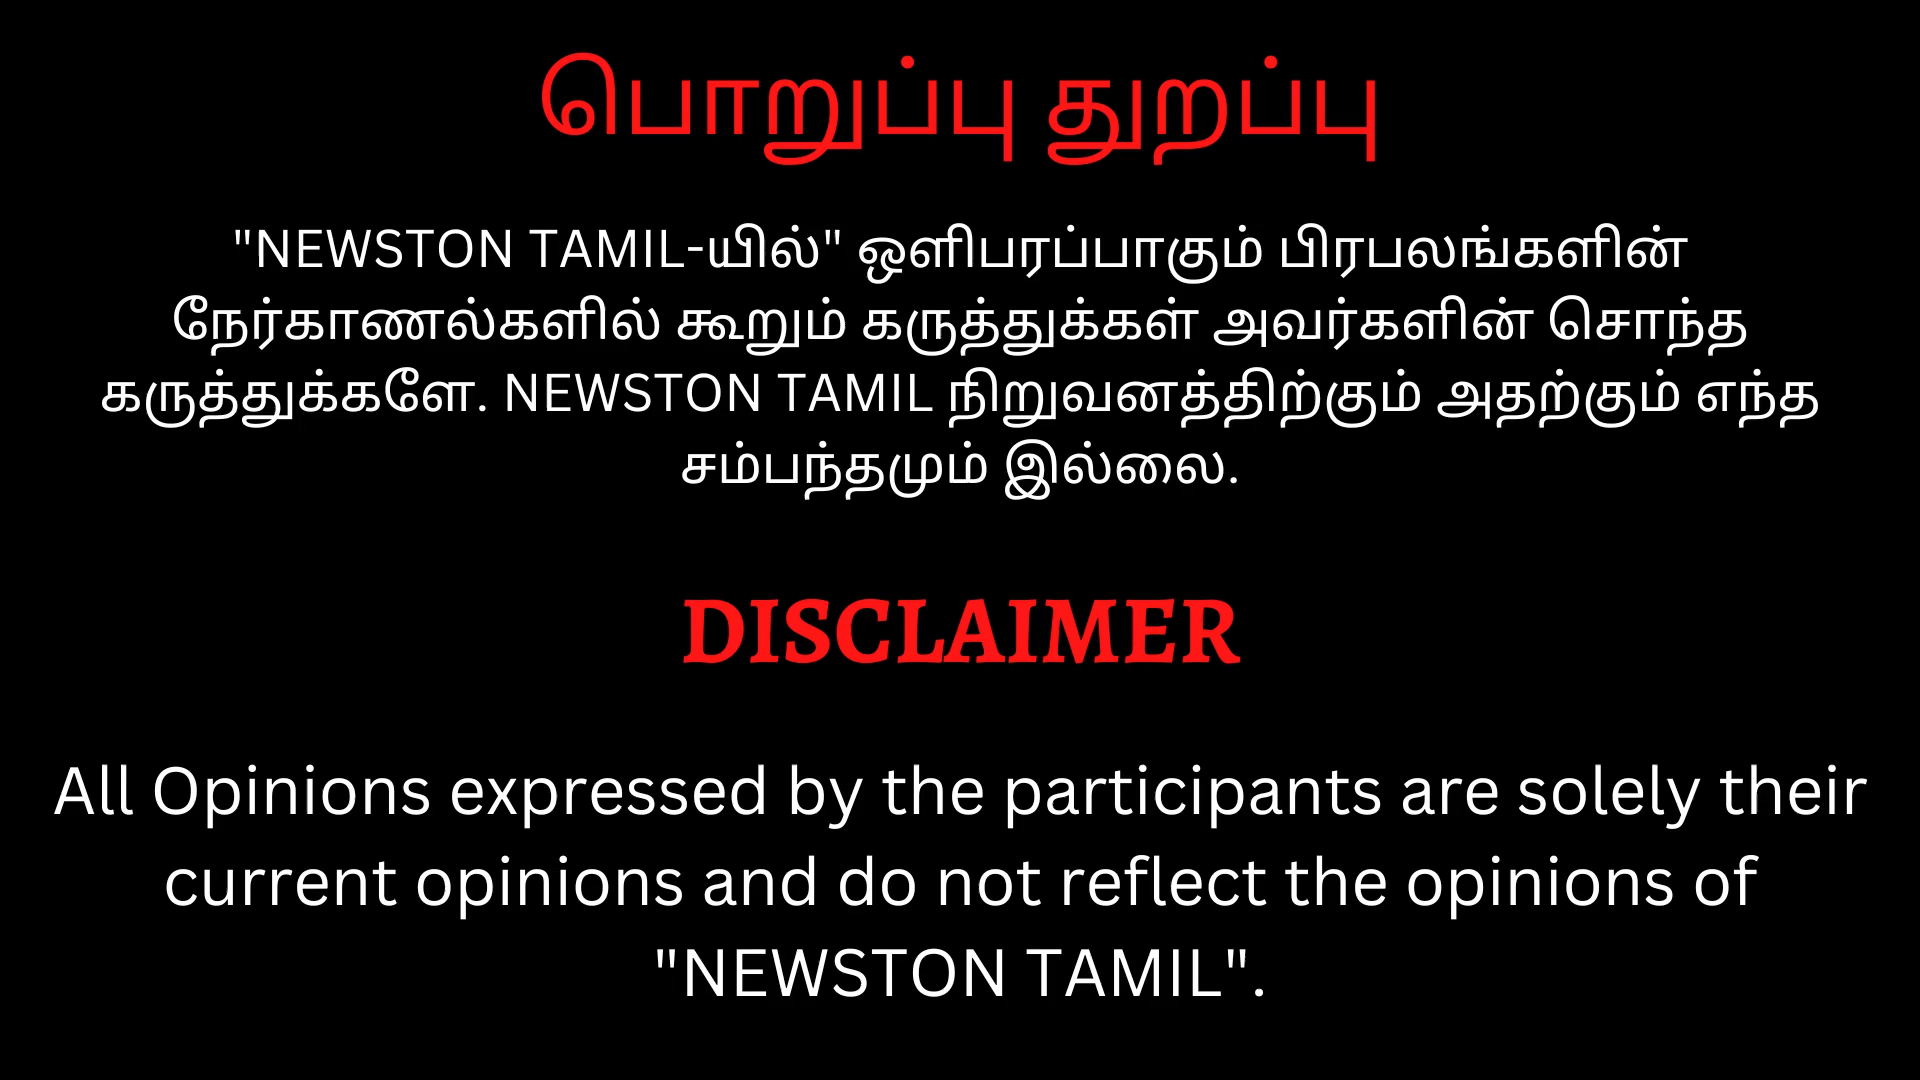 பொறுப்பு துறப்பு
"NEWSTON TAMIL-யில்" ஒளிபரப்பாகும் பிரபலங்களின்
நேர்காணல்களில் கூறும் கருத்துக்கள் அவர்களின் சொந்த
கருத்துக்களே. NEWSTON TAMIL நிறுவனத்திற்கும் அதற்கும் எந்த
சம்பந்தமும் இல்லை.
DISCLAIMER
All Opinions expressed by the participants are solely their
current opinions and do not reflect the opinions of
"NEWSTON TAMIL".